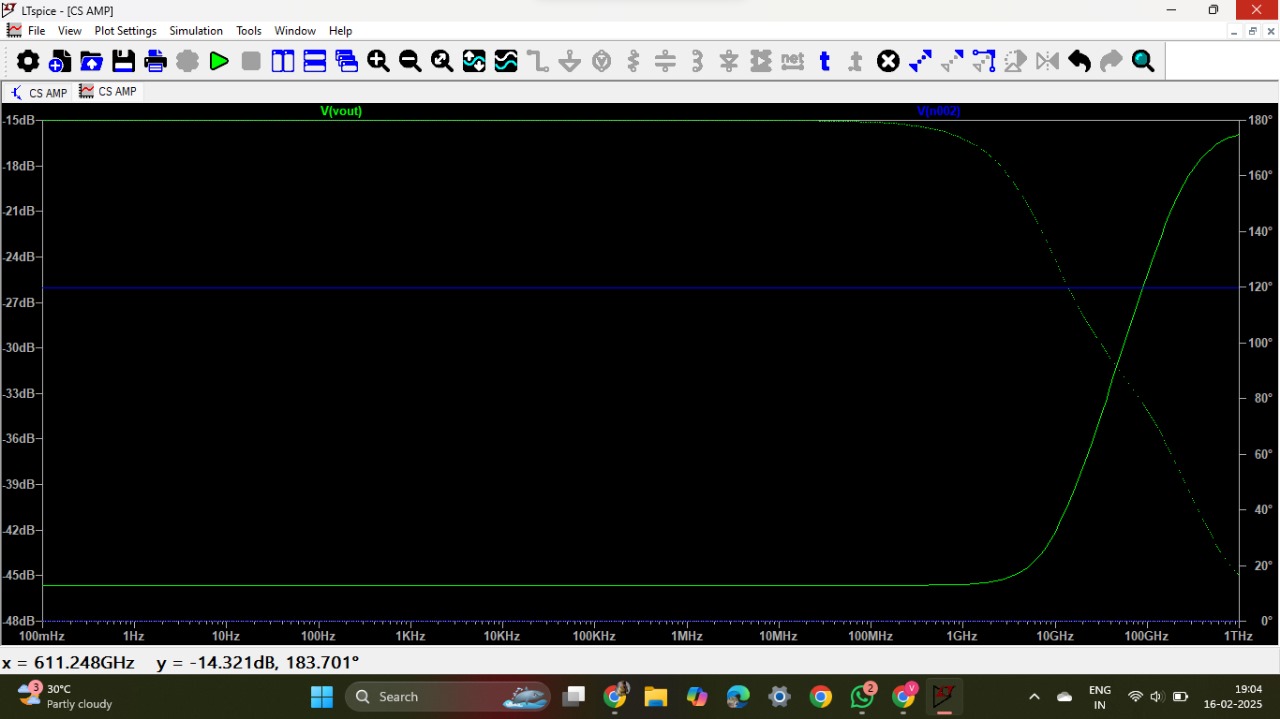 LTspice - [CS AMP]
File View Plot Settings Simulation Tools Window Help
net t t
CS AMP CS AMP
V(vout) V(n002)
-15dB 180°
-18dB 160°
-21dB 140°
-24dB 120°
-27dB 100°
-30dB 80°
-33dB 60°
-36dB 40°
-39dB 20°
-42dB 0°
-45dB
-48dB
100mHz 1Hz 10Hz 100Hz 1KHz 10KHz 100KHz 1MHz 10MHz 100MHz 1GHz 10GHz 100GHz 1THz
x = 611.248GHz y = -14.321dB, 183.701°
3 30°C
Partly cloudy
Search
2
V
ENG
IN
19:04
16-02-2025